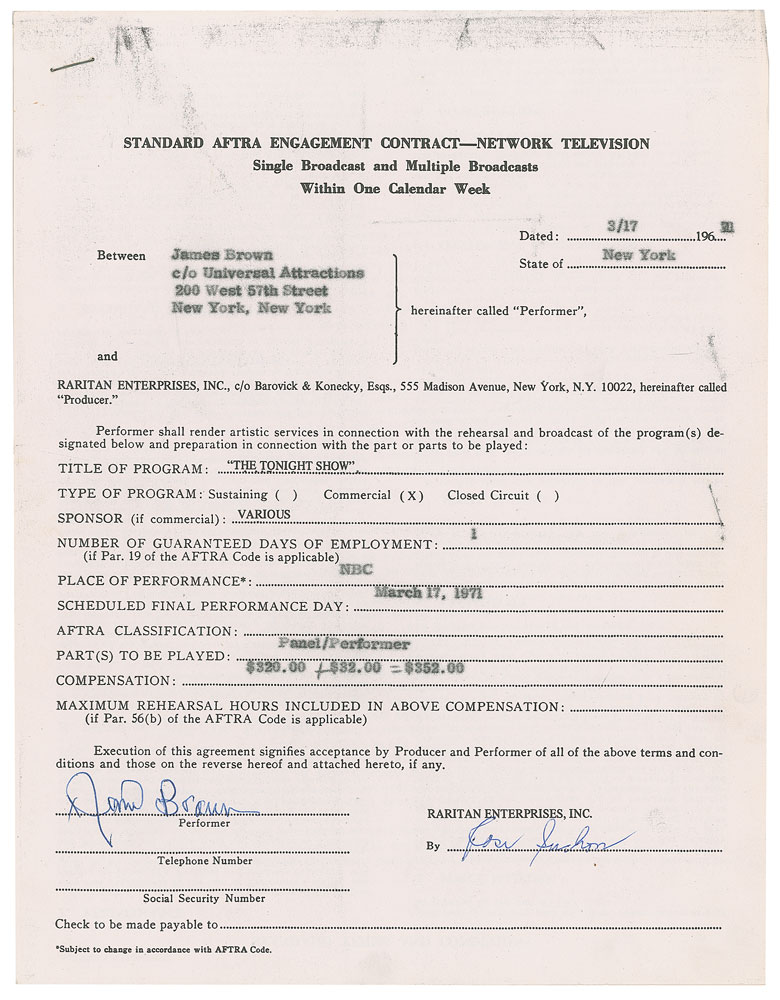 STANDARD AFTRA ENGAGEMENT CONTRACT—NETWORK TELEVISION
Single Broadcast and Multiple Broadcasts
Within One Calendar Week
Dated: 3/17 196 71
State of New York
Between James Brown
c/o Universal Attractions
200 West 57th Street
New York, New York
hereinafter called "Performer",
and
RARITAN ENTERPRISES, INC., c/o Barovick & Konecky, Esqs., 555 Madison Avenue, New York, N.Y. 10022, hereinafter called
"Producer."
Performer shall render artistic services in connection with the rehearsal and broadcast of the program(s) de-
signated below and preparation in connection with the part or parts to be played:
TITLE OF PROGRAM: "THE TONIGHT SHOW"
TYPE OF PROGRAM: Sustaining ( ) Commercial (X) Closed Circuit ( )
SPONSOR (if commercial): VARIOUS
NUMBER OF GUARANTEED DAYS OF EMPLOYMENT: 1
(if Par. 19 of the AFTRA Code is applicable)
PLACE OF PERFORMANCE*: NBC
SCHEDULED FINAL PERFORMANCE DAY: March 17, 1971
AFTRA CLASSIFICATION:
PART(S) TO BE PLAYED: Panel/Performer
COMPENSATION: $320.00 + $32.00 = $352.00
MAXIMUM REHEARSAL HOURS INCLUDED IN ABOVE COMPENSATION:
(if Par. 56(b) of the AFTRA Code is applicable)
Execution of this agreement signifies acceptance by Producer and Performer of all of the above terms and con-
ditions and those on the reverse hereof and attached hereto, if any.
X James Brown
Performer
RARITAN ENTERPRISES, INC.
By
Telephone Number
Social Security Number
Check to be made payable to
*Subject to change in accordance with AFTRA Code.